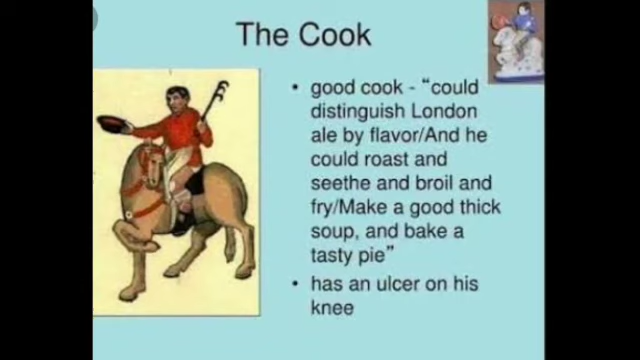 The Cook
• good cook - “could
distinguish London
ale by flavor/And he
could roast and
seethe and broil and
fry/Make a good thick
soup, and bake a
tasty pie”
• has an ulcer on his
knee